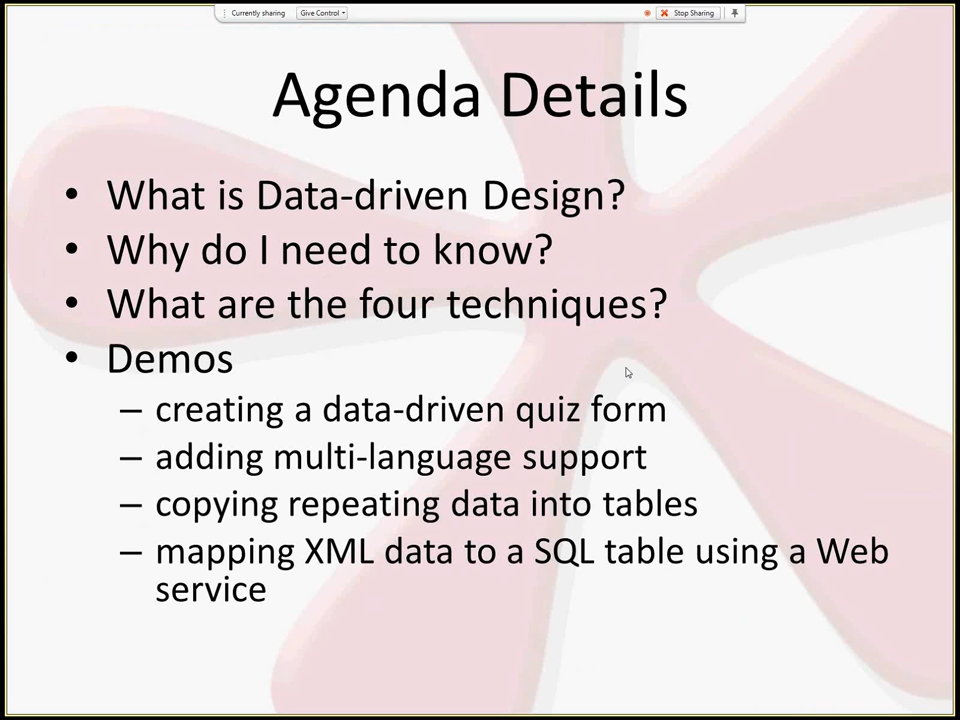 Currently sharing Give Control Stop Sharing
Agenda Details
• What is Data-driven Design?
• Why do I need to know?
• What are the four techniques?
• Demos
– creating a data-driven quiz form
– adding multi-language support
– copying repeating data into tables
– mapping XML data to a SQL table using a Web
service